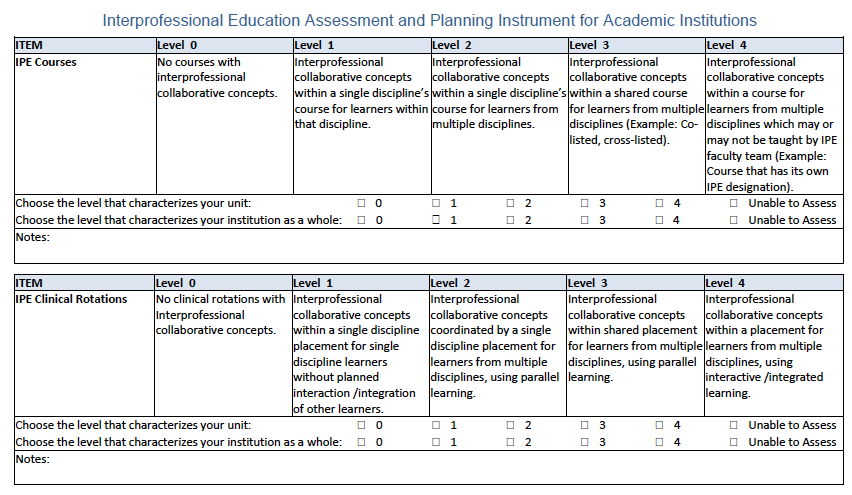 Interprofessional Education Assessment and Planning Instrument for Academic Institutions
ITEM Level 0 Level 1 Level 2 Level 3 Level 4
IPE Courses
No courses with
interprofessional
collaborative concepts.
Interprofessional
collaborative concepts
within a single discipline's
course for learners within
that discipline.
Interprofessional
collaborative concepts
within a single discipline's
course for learners from
multiple disciplines.
Interprofessional
collaborative concepts
within a shared course
for learners from multiple
disciplines (Example: Co-
listed, cross-listed).
Interprofessional
collaborative concepts
within a course for
learners from multiple
disciplines which may or
may not be taught by IPE
faculty team (Example:
Course that has its own
IPE designation).
Choose the level that characterizes your unit: ☐ 0 ☐ 1 ☐ 2 ☐ 3 ☐ 4 ☐ Unable to Assess
Choose the level that characterizes your institution as a whole: ☐ 0 ☐ 1 ☐ 2 ☐ 3 ☐ 4 ☐ Unable to Assess
Notes:
ITEM Level 0 Level 1 Level 2 Level 3 Level 4
IPE Clinical Rotations
No clinical rotations with
Interprofessional
collaborative concepts.
Interprofessional
collaborative concepts
within a single discipline
placement for single
discipline learners
without planned
interaction /integration
of other learners.
Interprofessional
collaborative concepts
coordinated by a single
discipline placement for
learners from multiple
disciplines, using parallel
learning.
Interprofessional
collaborative concepts
within shared placement
for learners from multiple
disciplines, using parallel
learning.
Interprofessional
collaborative concepts
within a placement for
learners from multiple
disciplines, using
interactive /integrated
learning.
Choose the level that characterizes your unit: ☐ 0 ☐ 1 ☐ 2 ☐ 3 ☐ 4 ☐ Unable to Assess
Choose the level that characterizes your institution as a whole: ☐ 0 ☐ 1 ☐ 2 ☐ 3 ☐ 4 ☐ Unable to Assess
Notes: